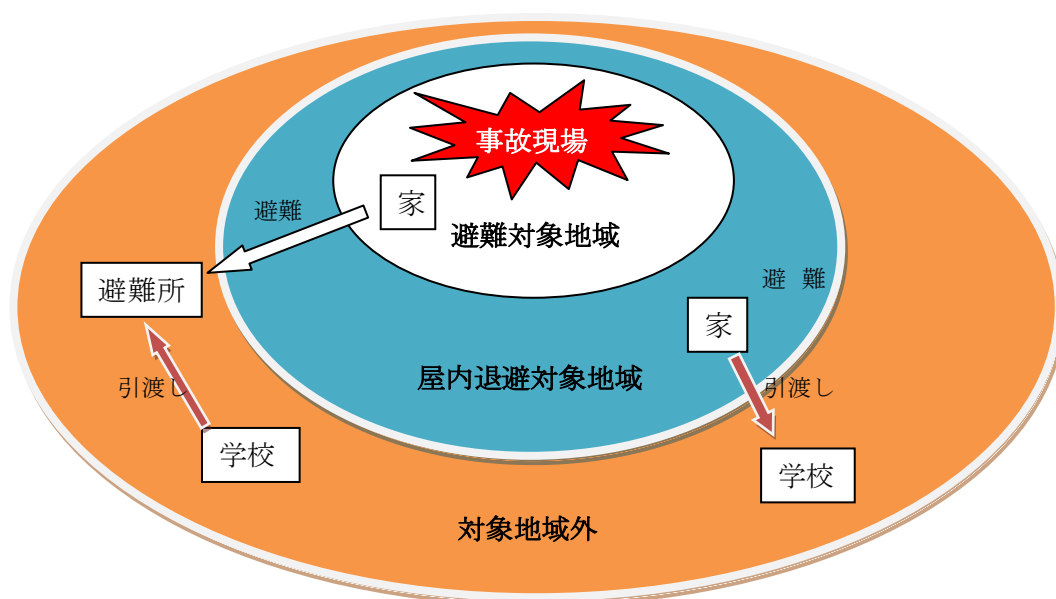 事故現場
家
避難
避難対象地域
避難所
避　難
家
屋内退避対象地域
引渡し
引渡し
学校
学校
対象地域外